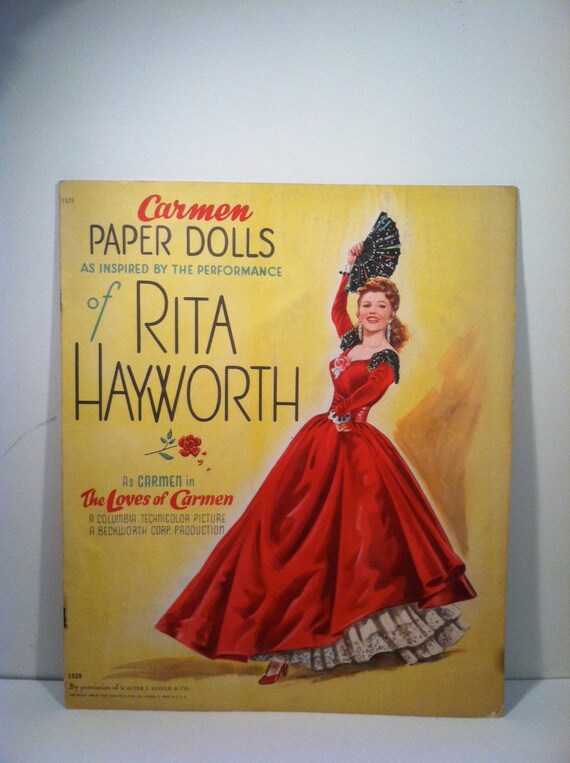 1529
Carmen
PAPER DOLLS
AS INSPIRED BY THE PERFORMANCE
of RITA
HAYWORTH
As CARMEN in
The Loves of Carmen
A COLUMBIA TECHNICOLOR PICTURE
A BECKWORTH CORP. PRODUCTION
1529
By permission of WALTER J. GOULD & CO.